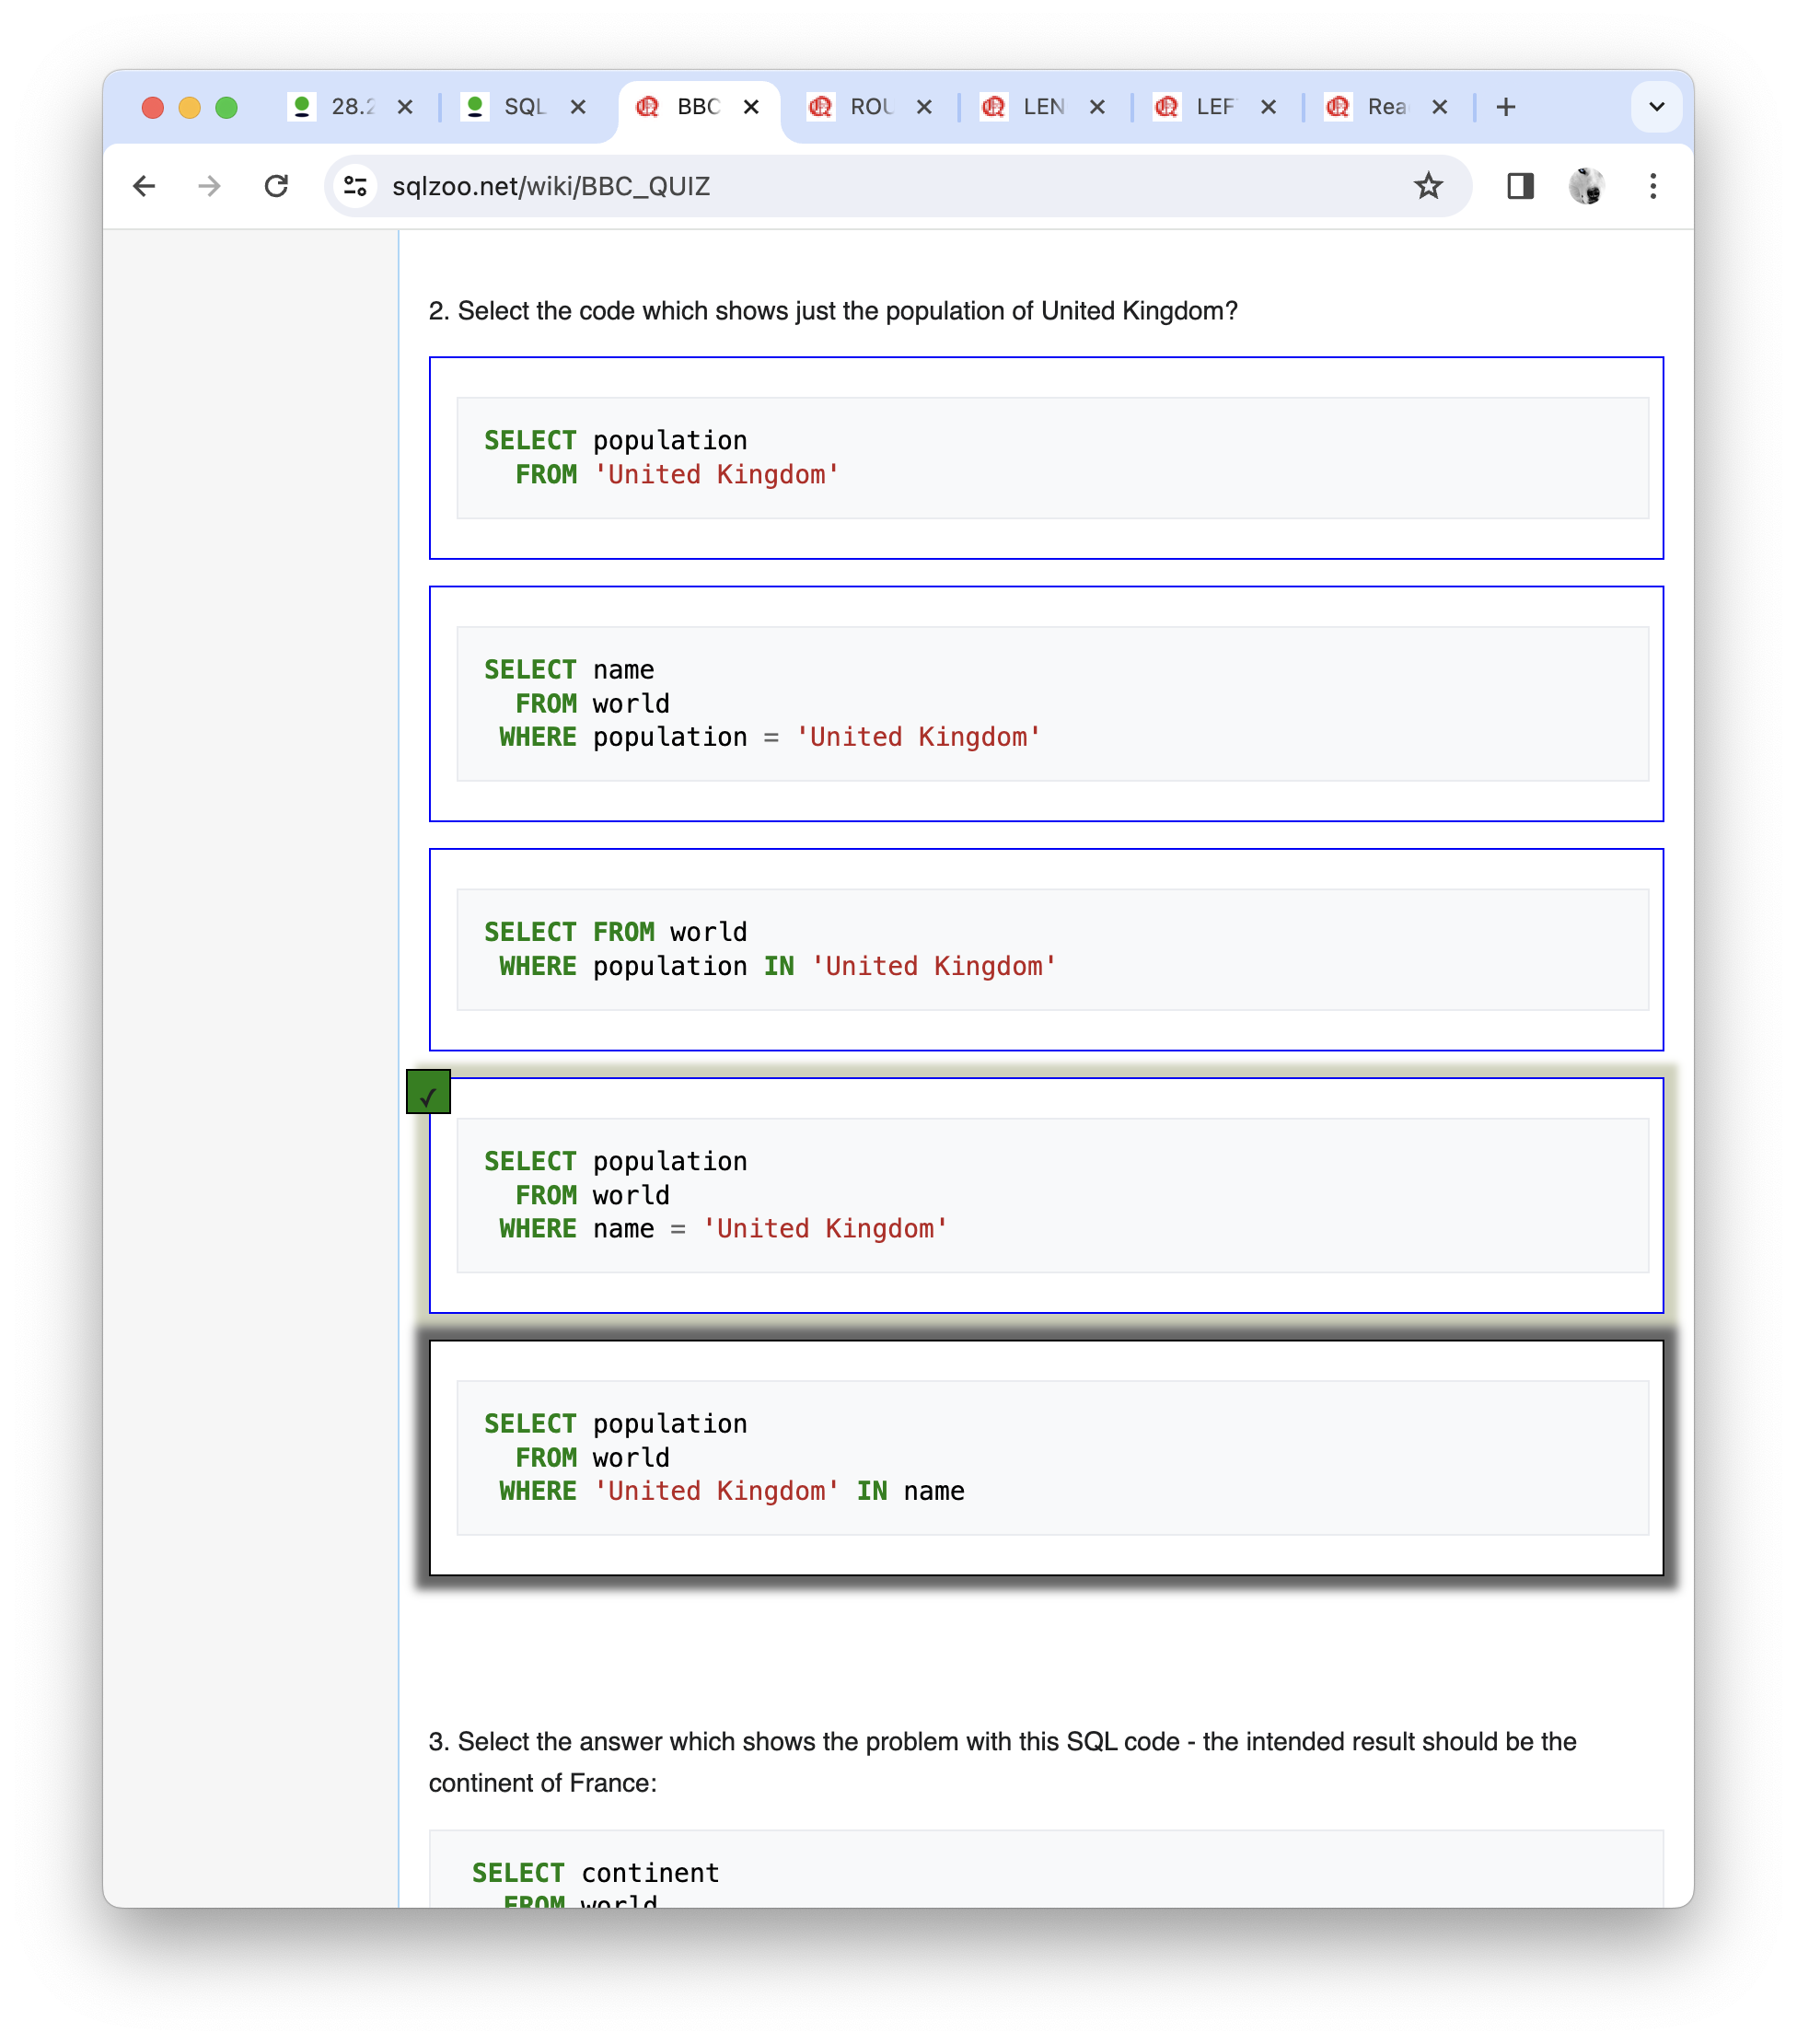 28.2
SQL
BBC
ROU
LEN
LEF
Rea
sqlzoo.net/wiki/BBC_QUIZ
2. Select the code which shows just the population of United Kingdom?
SELECT population
FROM 'United Kingdom'
SELECT name
FROM world
WHERE population = 'United Kingdom'
SELECT FROM world
WHERE population IN 'United Kingdom'
✓
SELECT population
FROM world
WHERE name = 'United Kingdom'
SELECT population
FROM world
WHERE 'United Kingdom' IN name
3. Select the answer which shows the problem with this SQL code - the intended result should be the
continent of France:
SELECT continent
FROM world